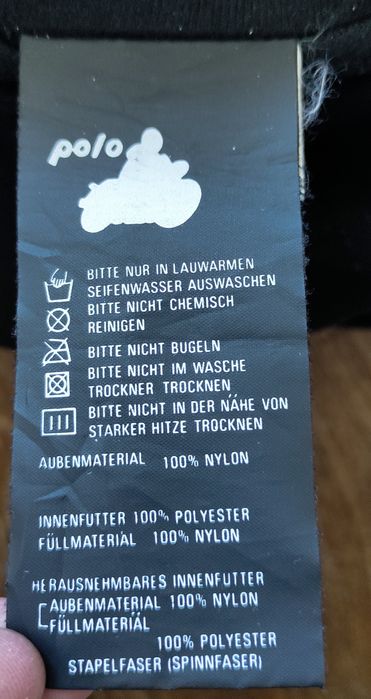 polo
BITTE NUR IN LAUWARMEN
SEIFENWASSER AUSWASCHEN
BITTE NICHT CHEMISCH
REINIGEN
BITTE NICHT BUGELN
BITTE NICHT IM WASCHE
TROCKNER TROCKNEN
BITTE NICHT IN DER NÄHE VON
STARKER HITZE TROCKNEN
AUBENMATERIAL 100% NYLON
INNENFUTTER 100% POLYESTER
FÜLLMATERIAL 100% NYLON
HERAUSNEHMBARES INNENFUTTER
AUBENMATERIAL 100% NYLON
FÜLLMATERIÄL
100% POLYESTER
STAPELFASER (SPINNFASER)